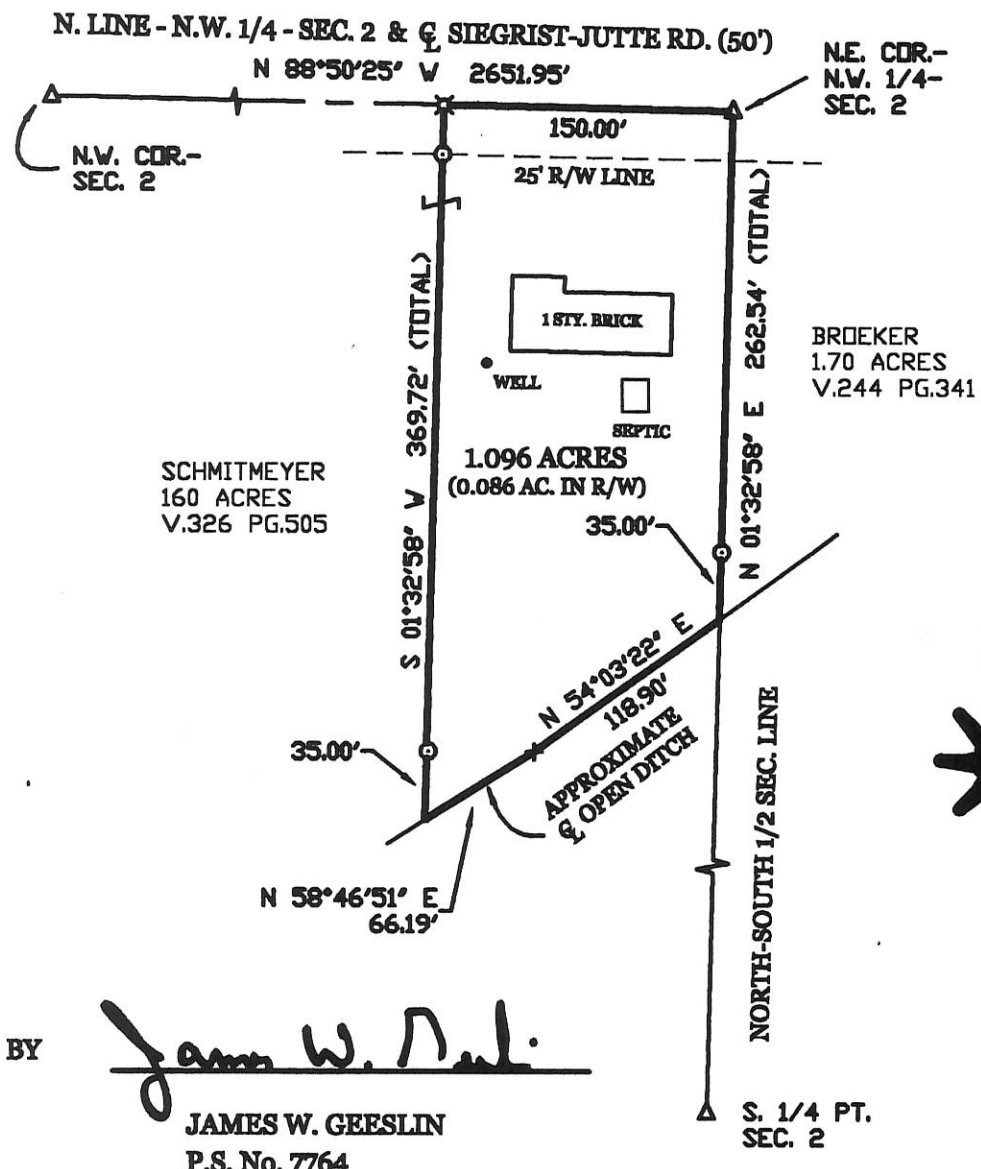 N. LINE - N.W. 1/4 - SEC. 2 & ℄ SIEGRIST-JUTTE RD. (50')
N 88°50'25" W 2651.95'
N.E. COR.-
N.W. 1/4-
SEC. 2
N.W. COR.-
SEC. 2
150.00'
25' R/W LINE
S 01°32'58" W 369.72' (TOTAL)
N 01°32'58" E 262.54' (TOTAL)
1 STY. BRICK
WELL
SEPTIC
BROEKER
1.70 ACRES
V.244 PG.341
1.096 ACRES
(0.086 AC. IN R/W)
SCHMITMEYER
160 ACRES
V.326 PG.505
35.00'
N 54°03'22" E
118.90'
APPROXIMATE
℄ OPEN DITCH
35.00'
N 58°46'51" E
66.19'
NORTH-SOUTH 1/2 SEC. LINE
BY
James W.
JAMES W. GEESLIN
P.S. No. 7764
S. 1/4 PT.
SEC. 2